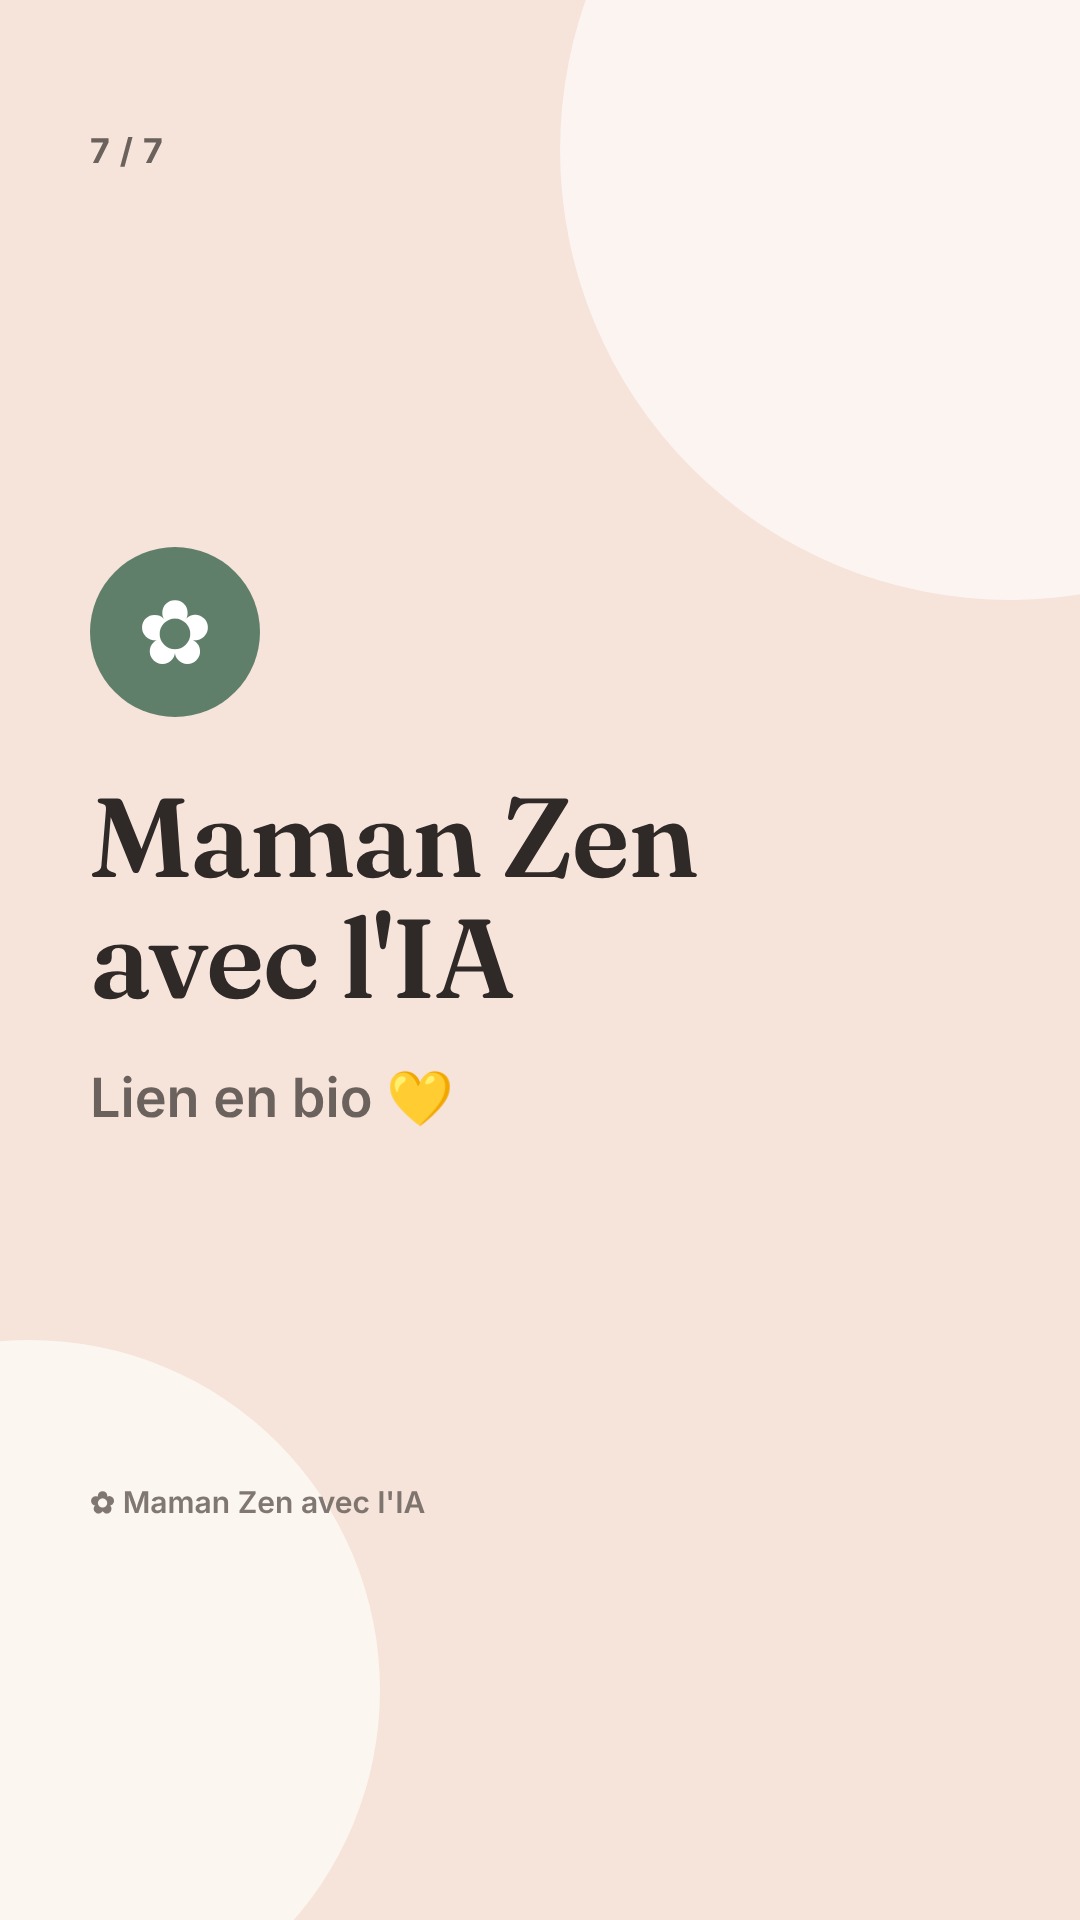 7 / 7
Maman Zen
avec l'IA
Lien en bio 💛
✿ Maman Zen avec l'IA